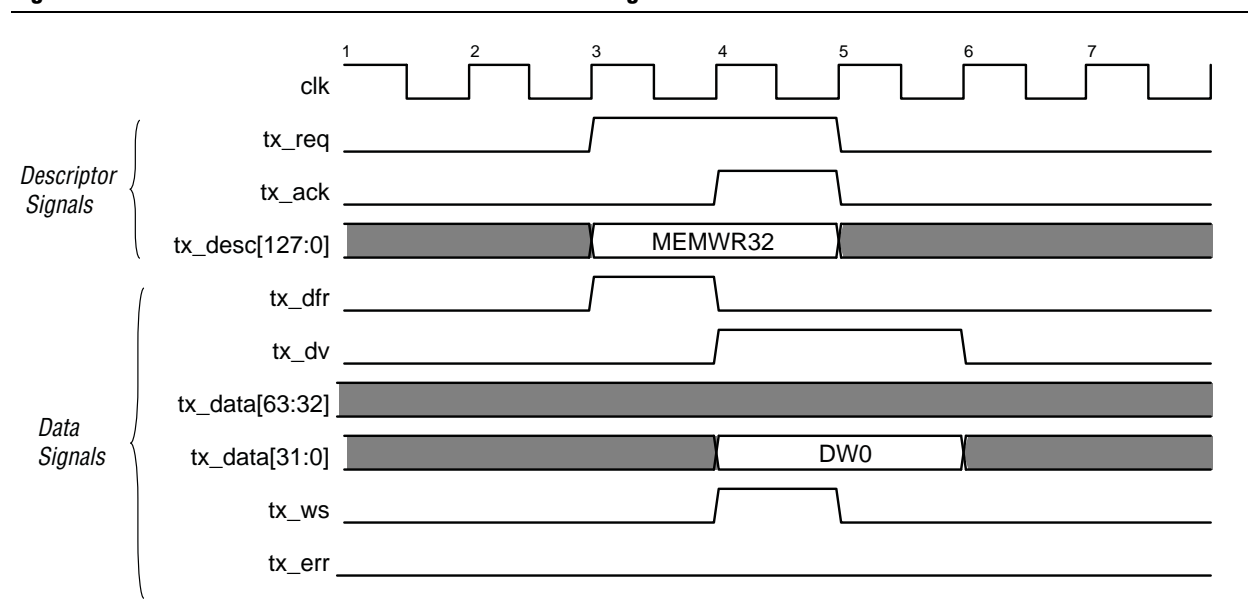 1 2 3 4 5 6 7
clk
tx_req
Descriptor
Signals
tx_ack
tx_desc[127:0] MEMWR32
tx_dfr
tx_dv
tx_data[63:32]
Data
Signals
tx_data[31:0] DW0
tx_ws
tx_err